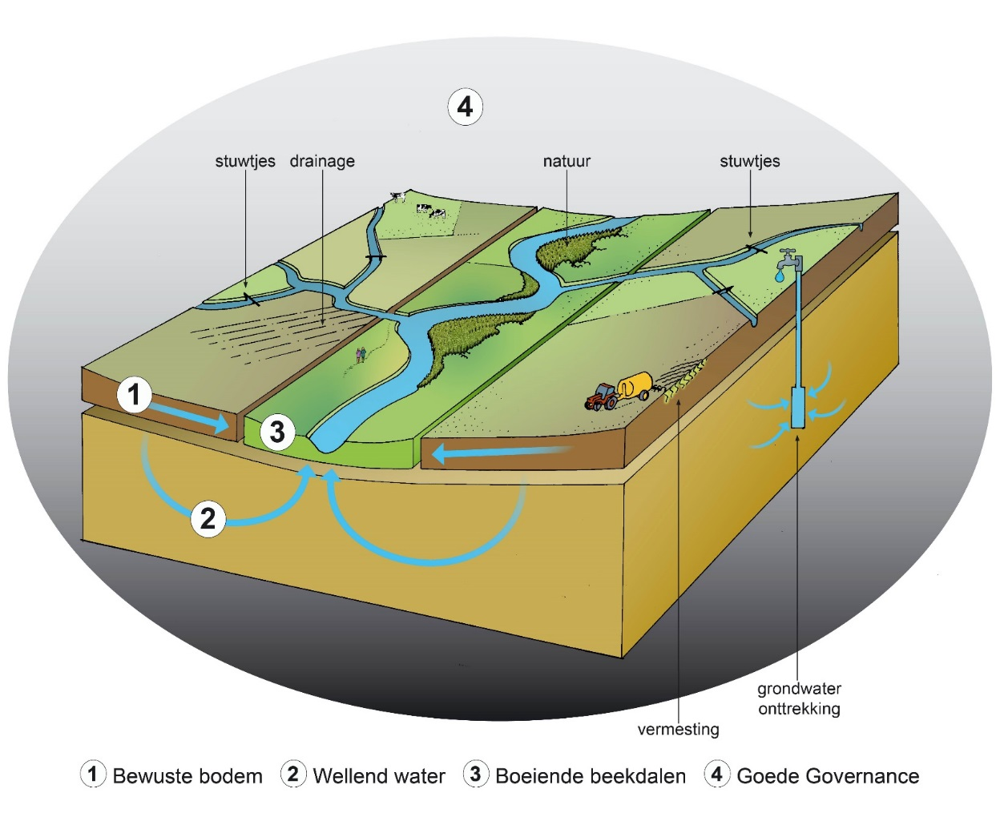 4
stuwtjes drainage natuur stuwtjes
1
3
2
grondwater
onttrekking
vermesting
1 Bewuste bodem 2 Wellend water 3 Boeiende beekdalen 4 Goede Governance